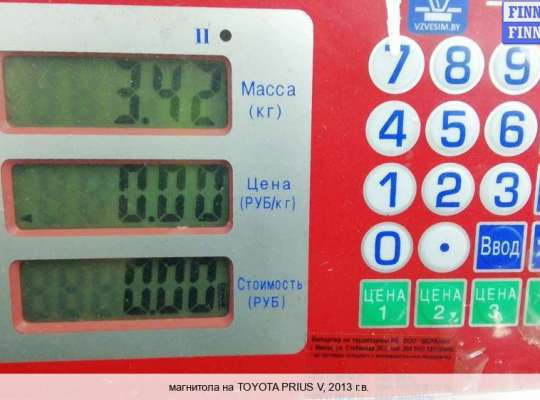 FINN
FINN
VZVESIM.BY
II
3.42
Масса
(кг)
7 8 9
4 5 6
0.00
Цена
(РУБ/кг)
1 2 3
0 . Ввод
0.00
Стоимость
(РУБ)
ЦЕНА 1
ЦЕНА 2
ЦЕНА 3
магнитола на TOYOTA PRIUS V, 2013 г.в.